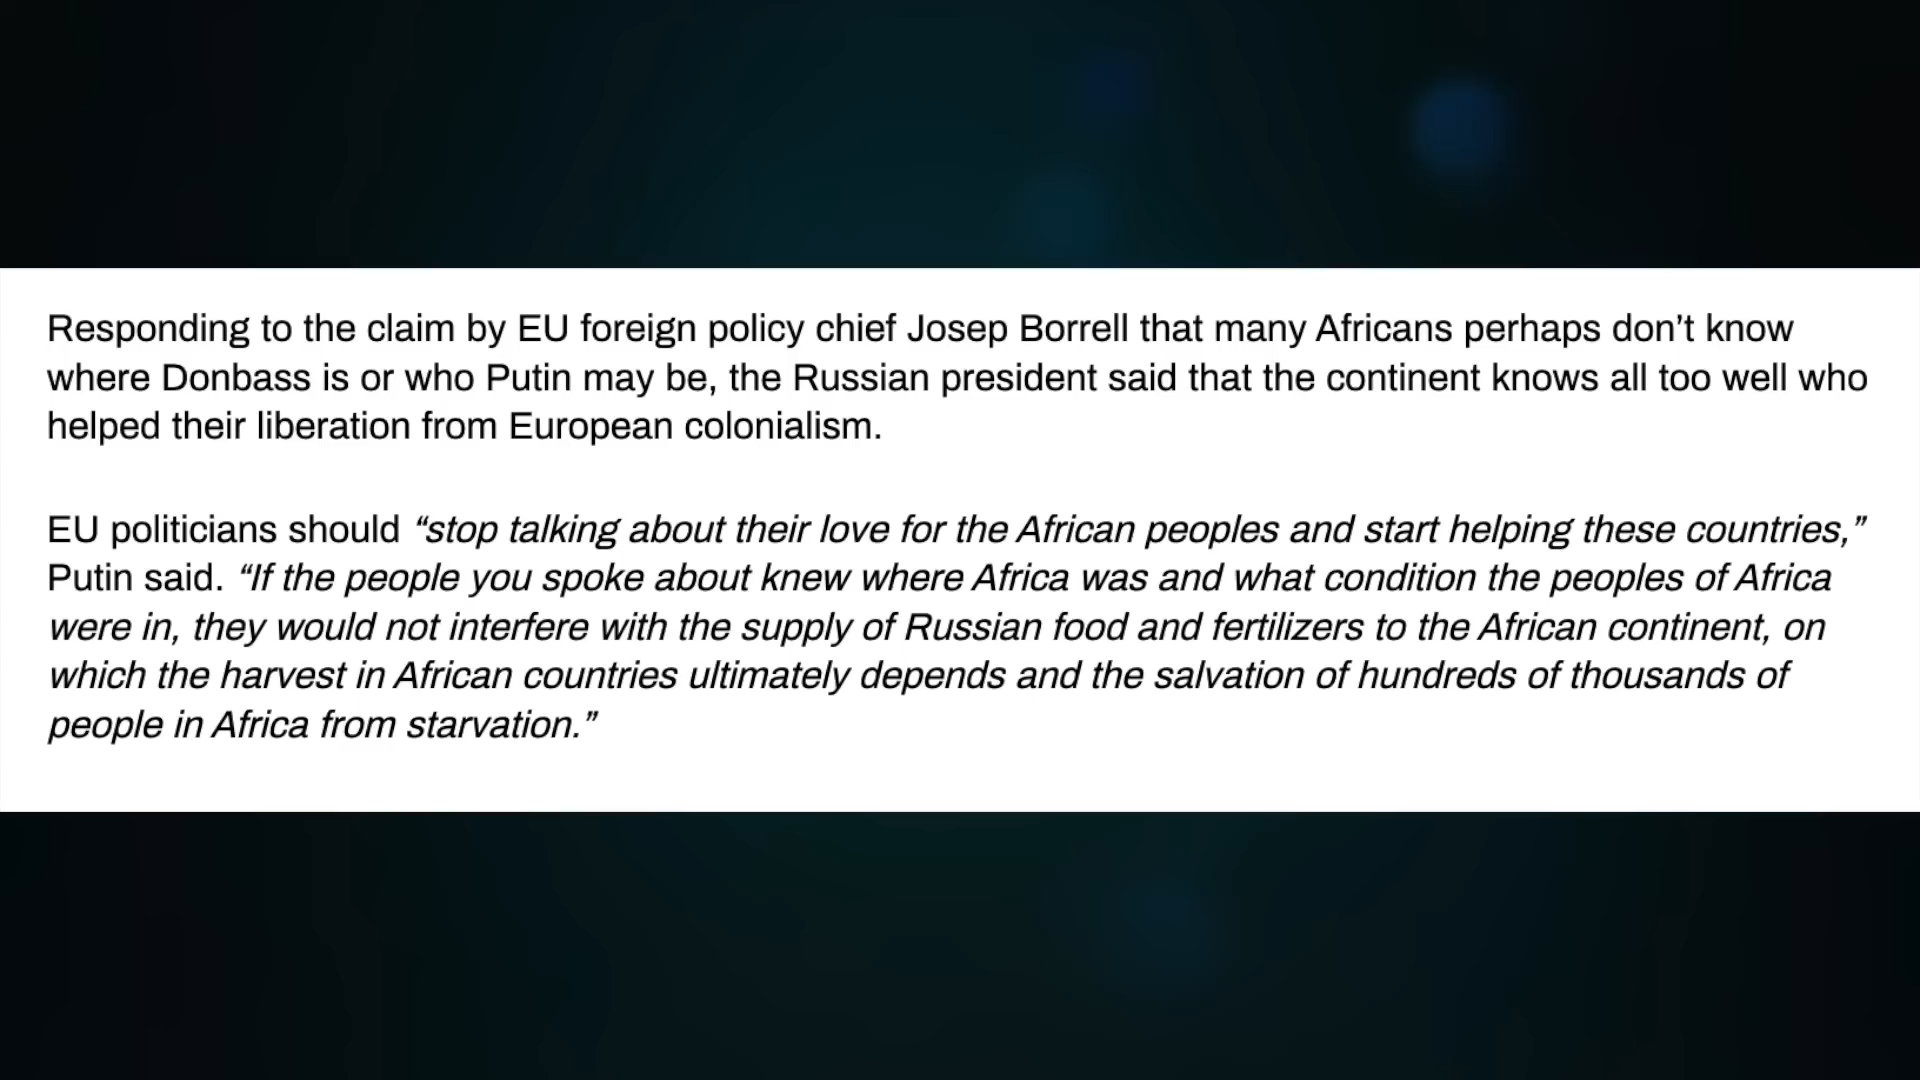 Responding to the claim by EU foreign policy chief Josep Borrell that many Africans perhaps don’t know
where Donbass is or who Putin may be, the Russian president said that the continent knows all too well who
helped their liberation from European colonialism.
EU politicians should “stop talking about their love for the African peoples and start helping these countries,”
Putin said. “If the people you spoke about knew where Africa was and what condition the peoples of Africa
were in, they would not interfere with the supply of Russian food and fertilizers to the African continent, on
which the harvest in African countries ultimately depends and the salvation of hundreds of thousands of
people in Africa from starvation.”